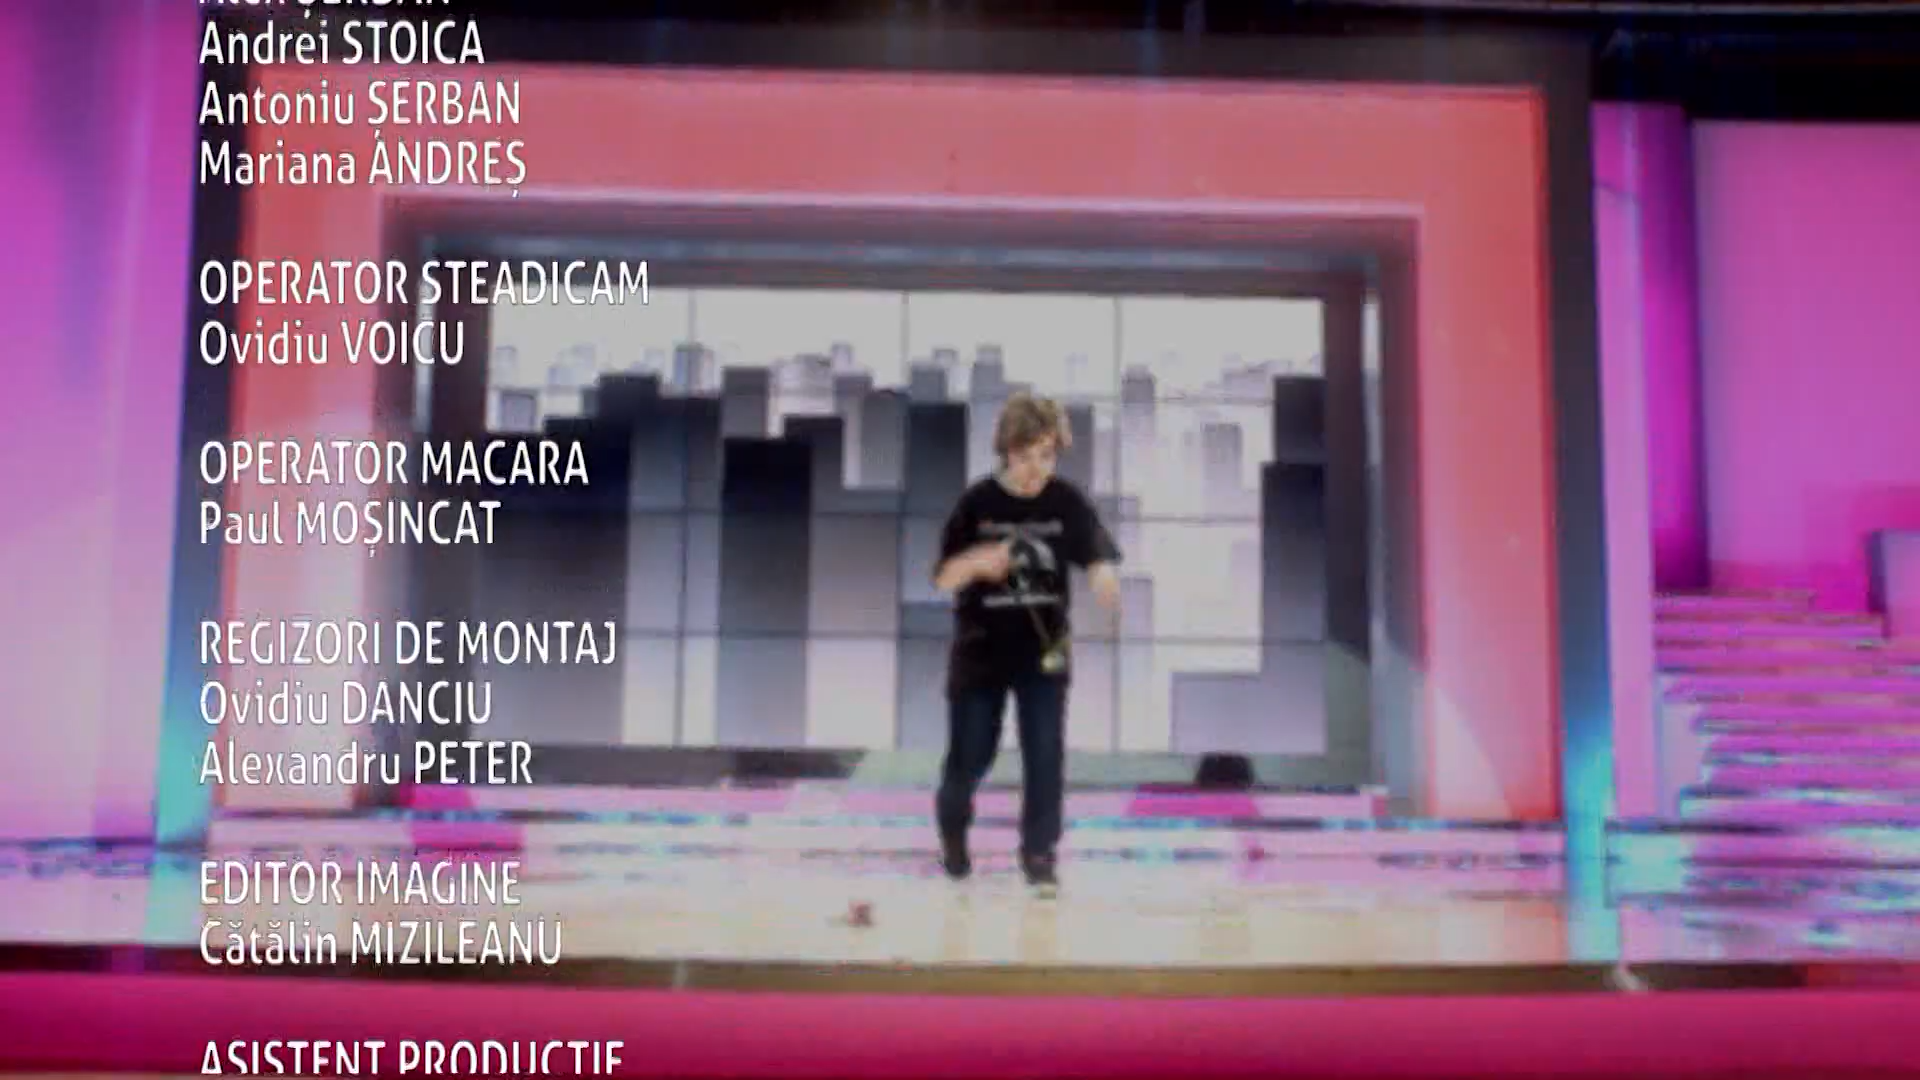 Andrei STOICA
Antoniu ȘERBAN
Mariana ANDREȘ
OPERATOR STEADICAM
Ovidiu VOICU
OPERATOR MACARA
Paul MOȘINCAT
REGIZORI DE MONTAJ
Ovidiu DANCIU
Alexandru PETER
EDITOR IMAGINE
Cătălin MIZILEANU
ASISTENT PRODUCTIE